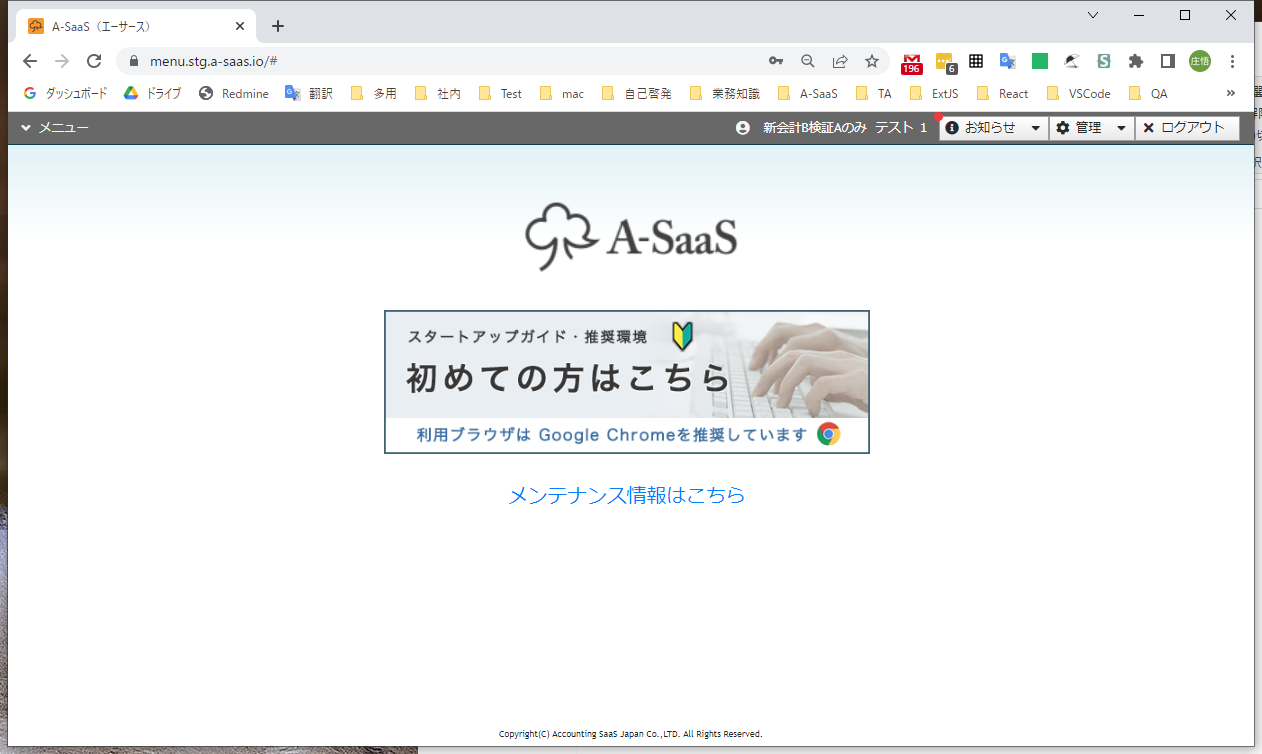 A-SaaS（エーサース）
menu.stg.a-saas.io/#
196
6
庄悟
ダッシュボード ドライブ Redmine 翻訳 多用 社内 Test mac 自己啓発 業務知識 A-SaaS TA ExtJS React VSCode QA »
メニュー 新会計B検証Aのみ テスト 1 お知らせ 管理 ログアウト
A-SaaS
スタートアップガイド・推奨環境
初めての方はこちら
利用ブラウザは Google Chromeを推奨しています
メンテナンス情報はこちら
Copyright(C) Accounting SaaS Japan Co.,LTD. All Rights Reserved.